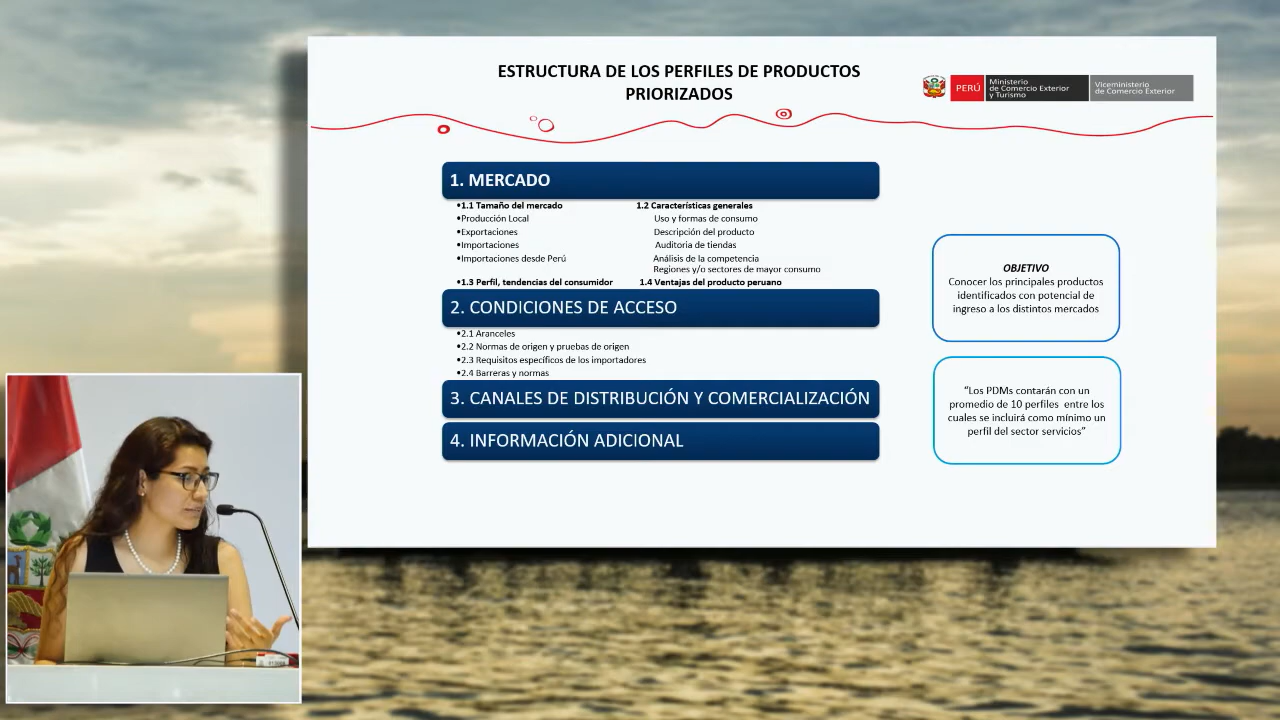 ESTRUCTURA DE LOS PERFILES DE PRODUCTOS
PRIORIZADOS
PERÚ
Ministerio
de Comercio Exterior
y Turismo
Viceministerio
de Comercio Exterior
1. MERCADO
•1.1 Tamaño del mercado 1.2 Características generales
•Producción Local Uso y formas de consumo
•Exportaciones Descripción del producto
•Importaciones Auditoria de tiendas
•Importaciones desde Perú Análisis de la competencia
Regiones y/o sectores de mayor consumo
•1.3 Perfil, tendencias del consumidor 1.4 Ventajas del producto peruano
2. CONDICIONES DE ACCESO
•2.1 Aranceles
•2.2 Normas de origen y pruebas de origen
•2.3 Requisitos específicos de los importadores
•2.4 Barreras y normas
3. CANALES DE DISTRIBUCIÓN Y COMERCIALIZACIÓN
4. INFORMACIÓN ADICIONAL
OBJETIVO
Conocer los principales productos
identificados con potencial de
ingreso a los distintos mercados
“Los PDMs contarán con un
promedio de 10 perfiles entre los
cuales se incluirá como mínimo un
perfil del sector servicios”